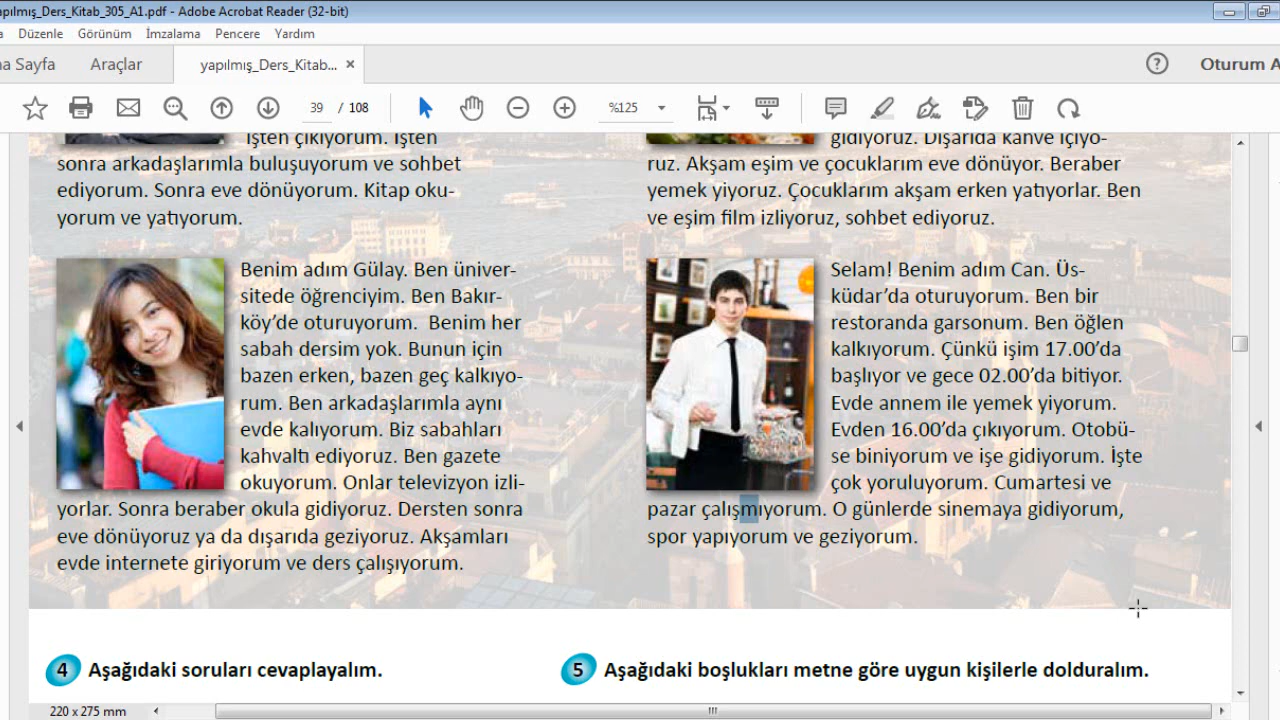 apılmış_Ders_Kitab_305_A1.pdf - Adobe Acrobat Reader (32-bit)
Düzenle Görünüm İmzalama Pencere Yardım
a Sayfa Araçlar yapılmış_Ders_Kitab... × Oturum A
39 / 108 %125
işten çıkıyorum. İşten
sonra arkadaşlarımla buluşuyorum ve sohbet
ediyorum. Sonra eve dönüyorum. Kitap oku-
yorum ve yatıyorum.
gidiyoruz. Dışarıda kahve içiyo-
ruz. Akşam eşim ve çocuklarım eve dönüyor. Beraber
yemek yiyoruz. Çocuklarım akşam erken yatıyorlar. Ben
ve eşim film izliyoruz, sohbet ediyoruz.
Benim adım Gülay. Ben üniver-
sitede öğrenciyim. Ben Bakır-
köy’de oturuyorum. Benim her
sabah dersim yok. Bunun için
bazen erken, bazen geç kalkıyo-
rum. Ben arkadaşlarımla aynı
evde kalıyorum. Biz sabahları
kahvaltı ediyoruz. Ben gazete
okuyorum. Onlar televizyon izli-
yorlar. Sonra beraber okula gidiyoruz. Dersten sonra
eve dönüyoruz ya da dışarıda geziyoruz. Akşamları
evde internete giriyorum ve ders çalışıyorum.
Selam! Benim adım Can. Üs-
küdar’da oturuyorum. Ben bir
restoranda garsonum. Ben öğlen
kalkıyorum. Çünkü işim 17.00’da
başlıyor ve gece 02.00’da bitiyor.
Evde annem ile yemek yiyorum.
Evden 16.00’da çıkıyorum. Otobü-
se biniyorum ve işe gidiyorum. İşte
çok yoruluyorum. Cumartesi ve
pazar çalışmıyorum. O günlerde sinemaya gidiyorum,
spor yapıyorum ve geziyorum.
4 Aşağıdaki soruları cevaplayalım.
5 Aşağıdaki boşlukları metne göre uygun kişilerle dolduralım.
220 x 275 mm